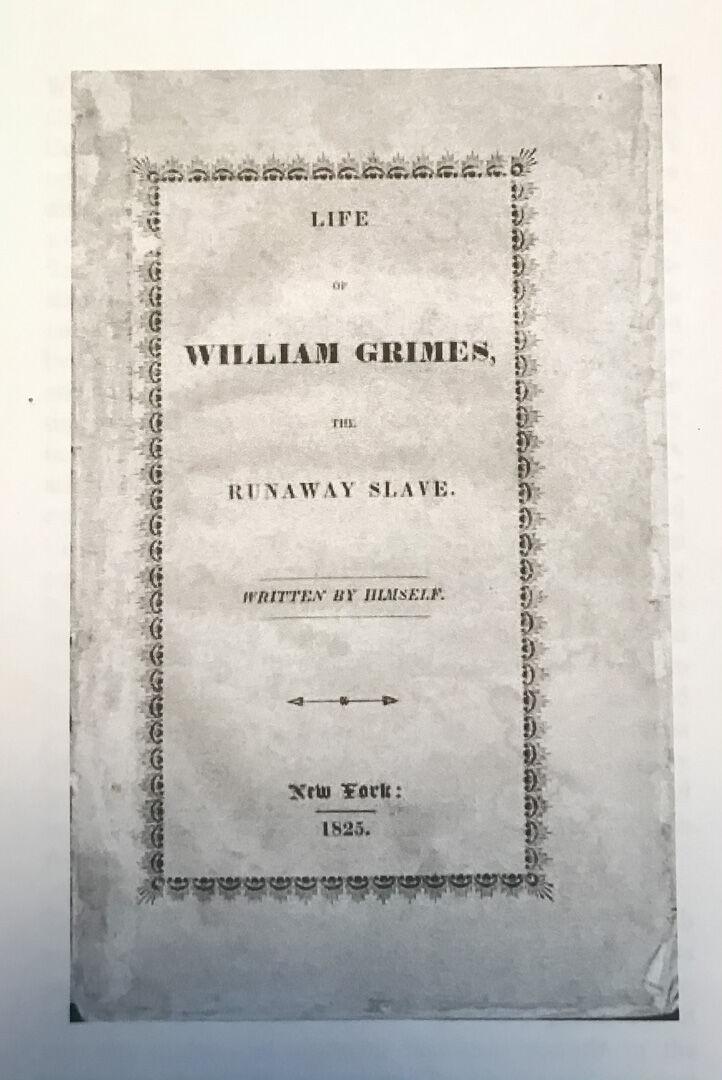 LIFE
OF
WILLIAM GRIMES,
THE
RUNAWAY SLAVE.
WRITTEN BY HIMSELF.
New York:
1825.